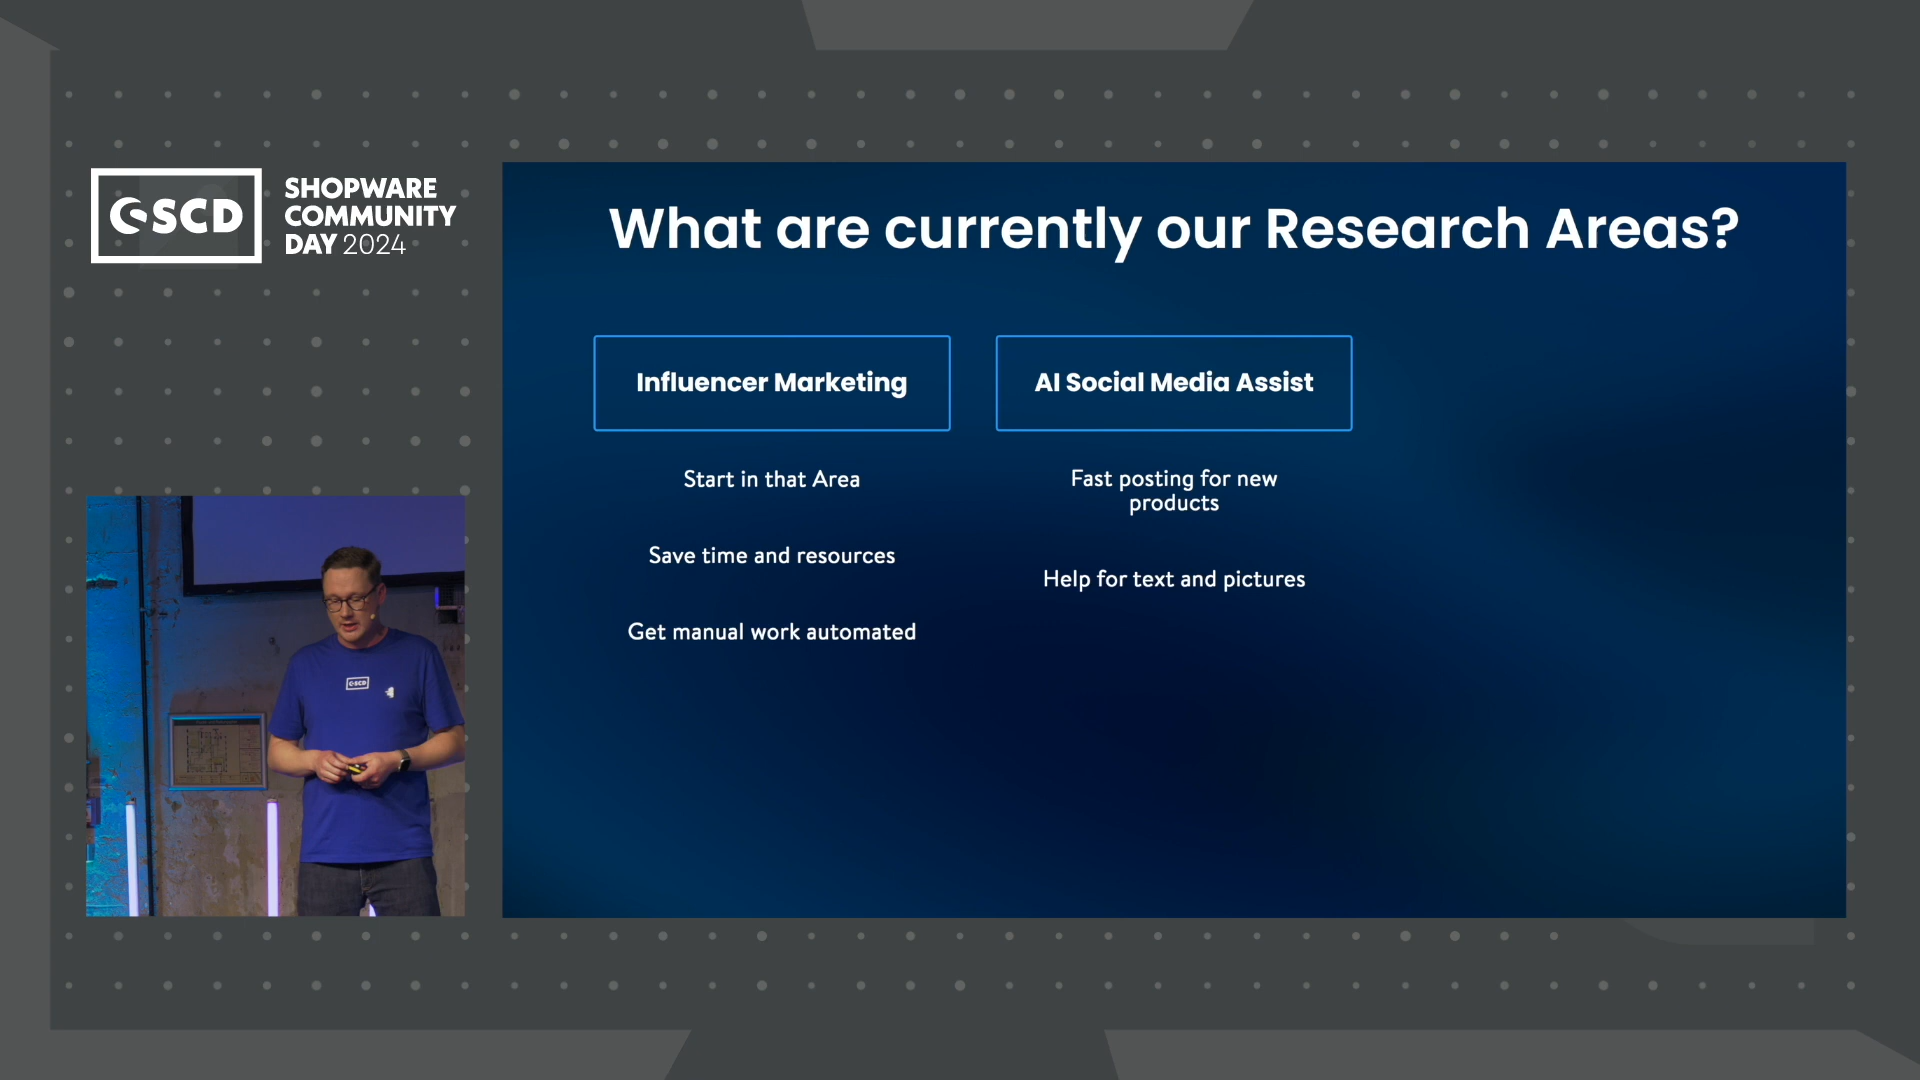 SCD
SHOPWARE
COMMUNITY
DAY 2024
What are currently our Research Areas?
Influencer Marketing
Start in that Area
Save time and resources
Get manual work automated
AI Social Media Assist
Fast posting for new
products
Help for text and pictures
SCD